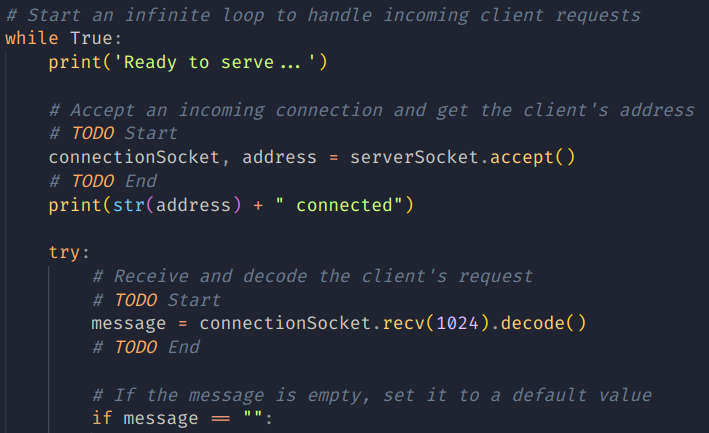 # Start an infinite loop to handle incoming client requests
while True:
    print('Ready to serve...')
    # Accept an incoming connection and get the client's address
    # TODO Start
    connectionSocket, address = serverSocket.accept()
    # TODO End
    print(str(address) + " connected")
    try:
        # Receive and decode the client's request
        # TODO Start
        message = connectionSocket.recv(1024).decode()
        # TODO End
        # If the message is empty, set it to a default value
        if message == "":